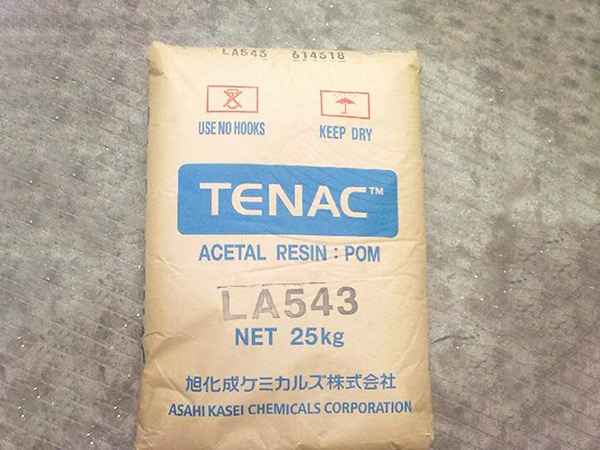 LA543 614518
USE NO HOOKS KEEP DRY
TENAC™
ACETAL RESIN : POM
LA543
NET 25kg
旭化成ケミカルズ株式会社
ASAHI KASEI CHEMICALS CORPORATION